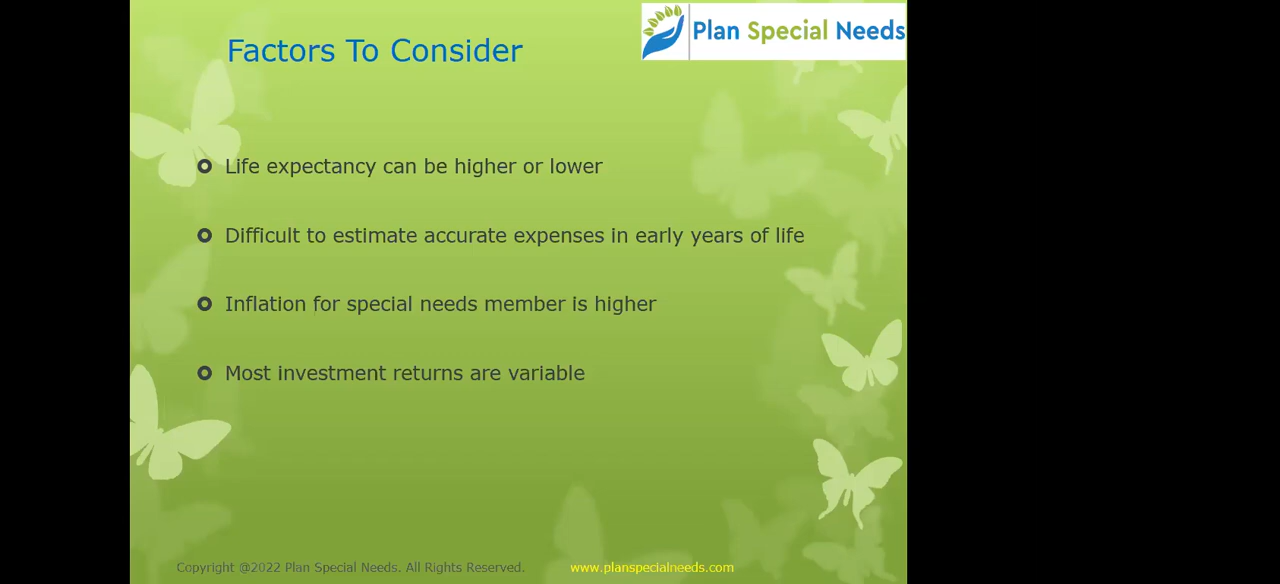 Plan Special Needs
Factors To Consider
Life expectancy can be higher or lower
Difficult to estimate accurate expenses in early years of life
Inflation for special needs member is higher
Most investment returns are variable
Copyright @2022 Plan Special Needs. All Rights Reserved. www.planspecialneeds.com